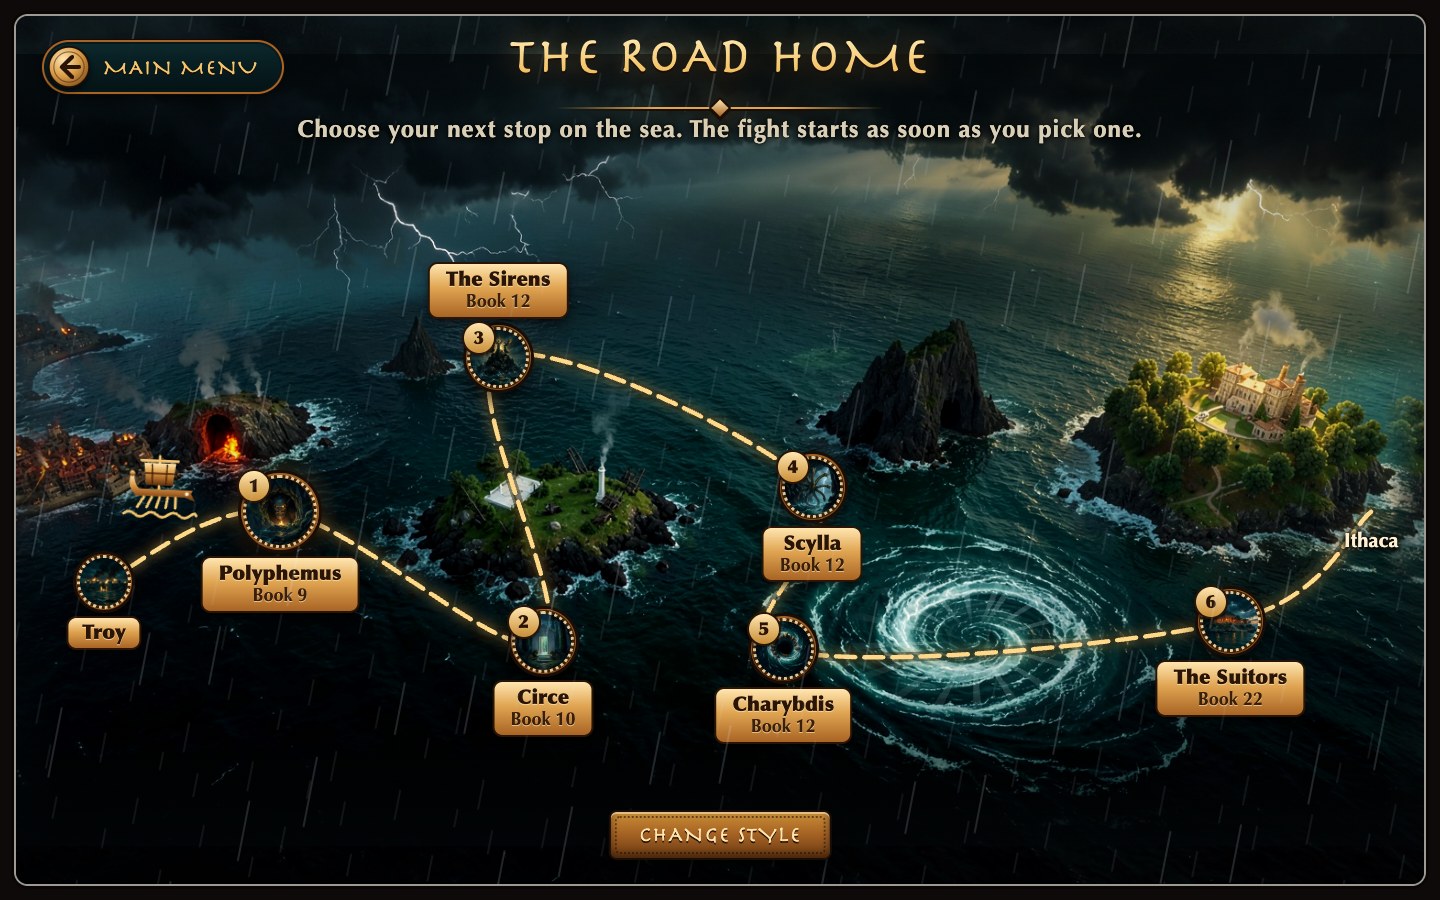 MAIN MENU
THE ROAD HOME
Choose your next stop on the sea. The fight starts as soon as you pick one.
The Sirens
Book 12
3
4
1
Scylla
Book 12
Ithaca
Polyphemus
Book 9
Troy
2
5
6
Circe
Book 10
Charybdis
Book 12
The Suitors
Book 22
CHANGE STYLE